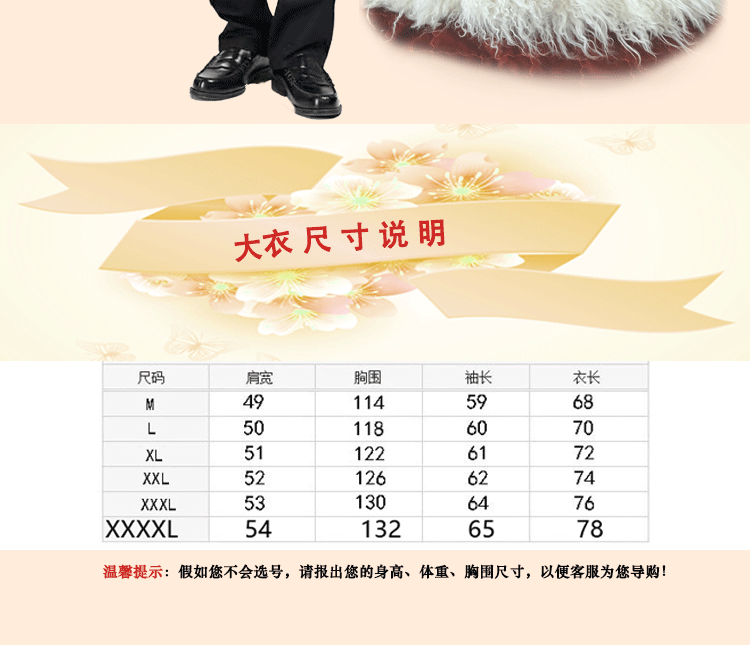 大衣尺寸说明
尺码 肩宽 胸围 袖长 衣长
M 49 114 59 68
L 50 118 60 70
XL 51 122 61 72
XXL 52 126 62 74
XXXL 53 130 64 76
XXXXL 54 132 65 78
温馨提示：假如您不会选号，请报出您的身高、体重、胸围尺寸，以便客服为您导购！